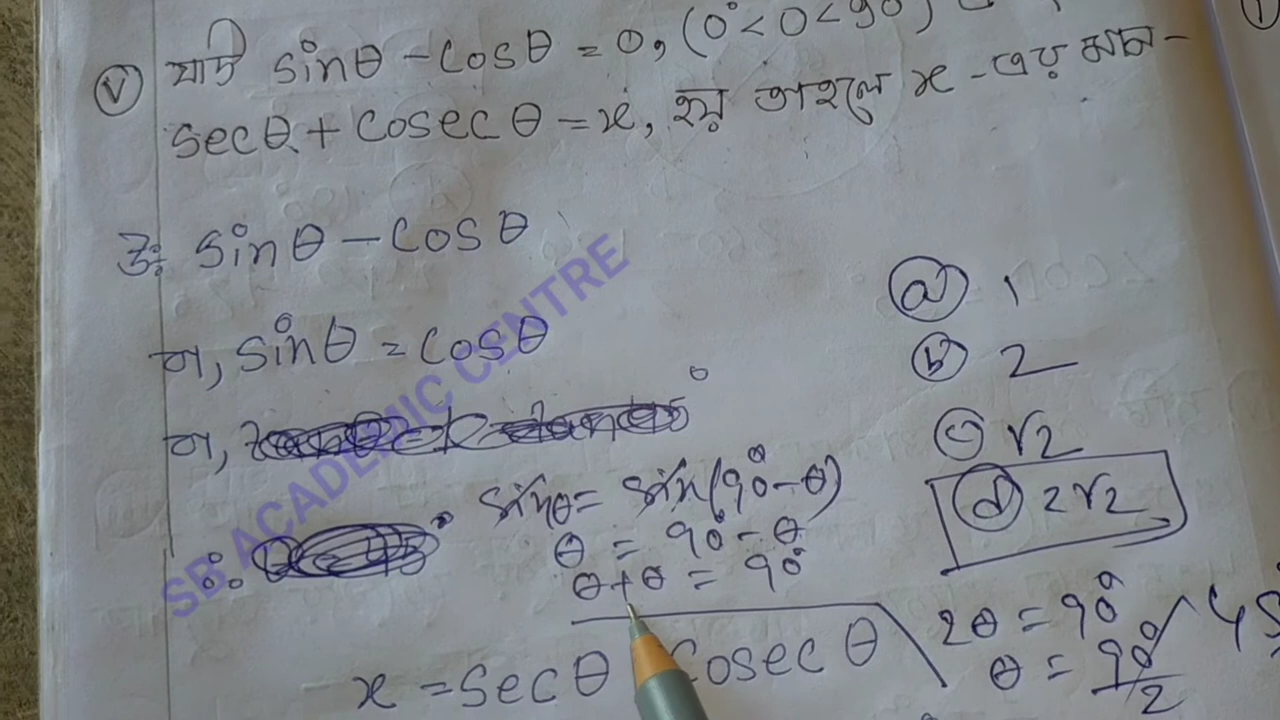 (v) যদি sinθ - cosθ = 0, (0° < θ < 90°)
secθ + cosecθ = x, হয় তাহলে x -এর মান-
উঃ sinθ - cosθ
বা, sinθ = cosθ
বা,
sinθ = sin(90° - θ)
θ = 90° - θ
∴
θ + θ = 90°
x = secθ cosecθ
(a) 1
(b) 2
(c) √2
(d) 2√2
2θ = 90°
θ = 90°/2 45°
SB ACADEMIC CENTRE